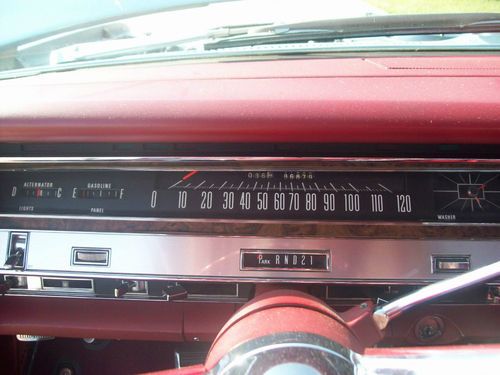 ALTERNATOR GASOLINE
D C E F
LIGHTS PANEL
0 10 20 30 40 50 60 70 80 90 100 110 120
WASHER
PARK R N D 2 1